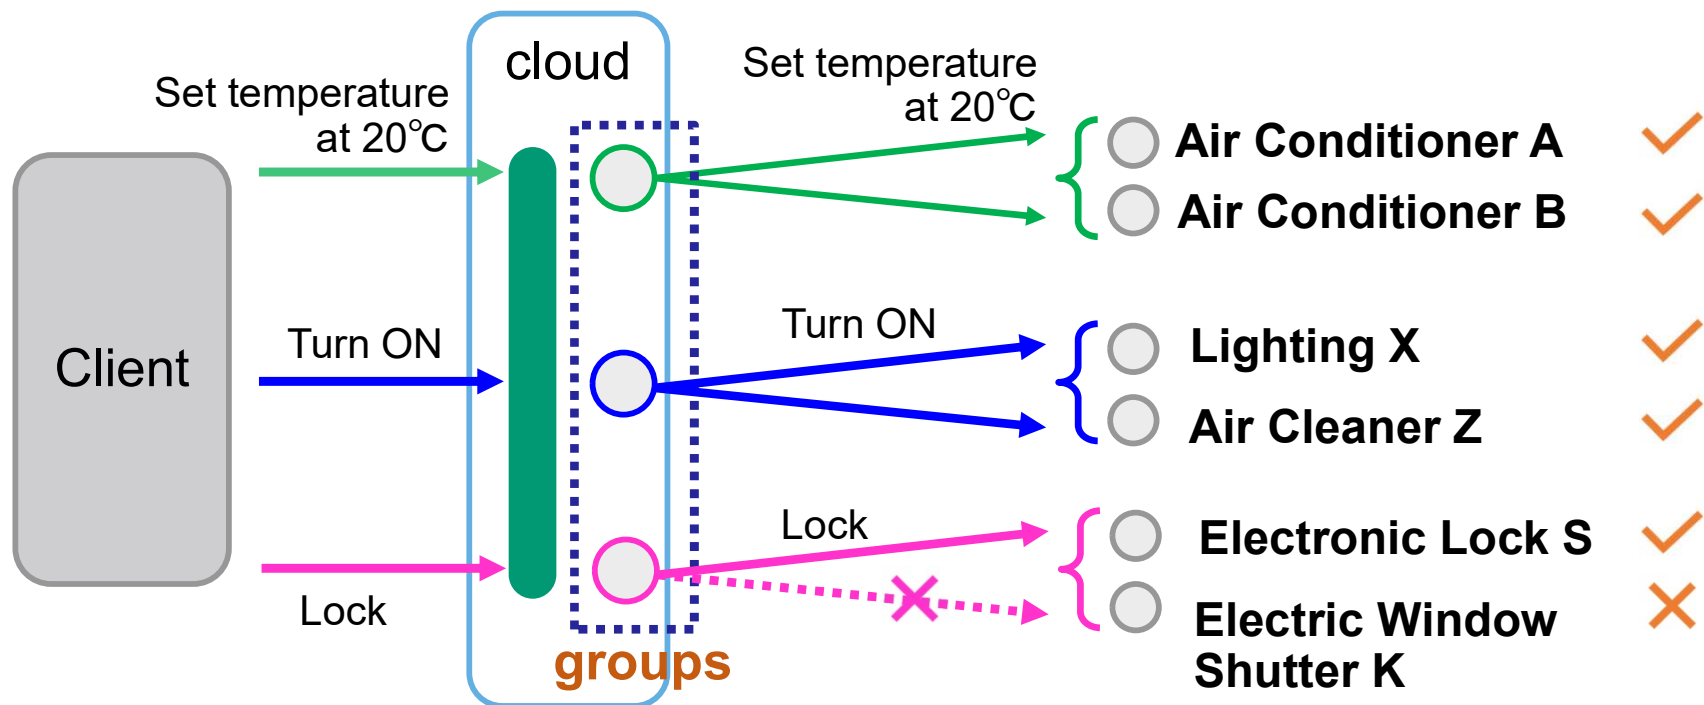 cloud
Set temperature
at 20℃
Set temperature
at 20℃
Client
Air Conditioner A
Air Conditioner B
Turn ON
Turn ON
Lighting X
Air Cleaner Z
Lock
Lock
Electronic Lock S
Electric Window
Shutter K
groups